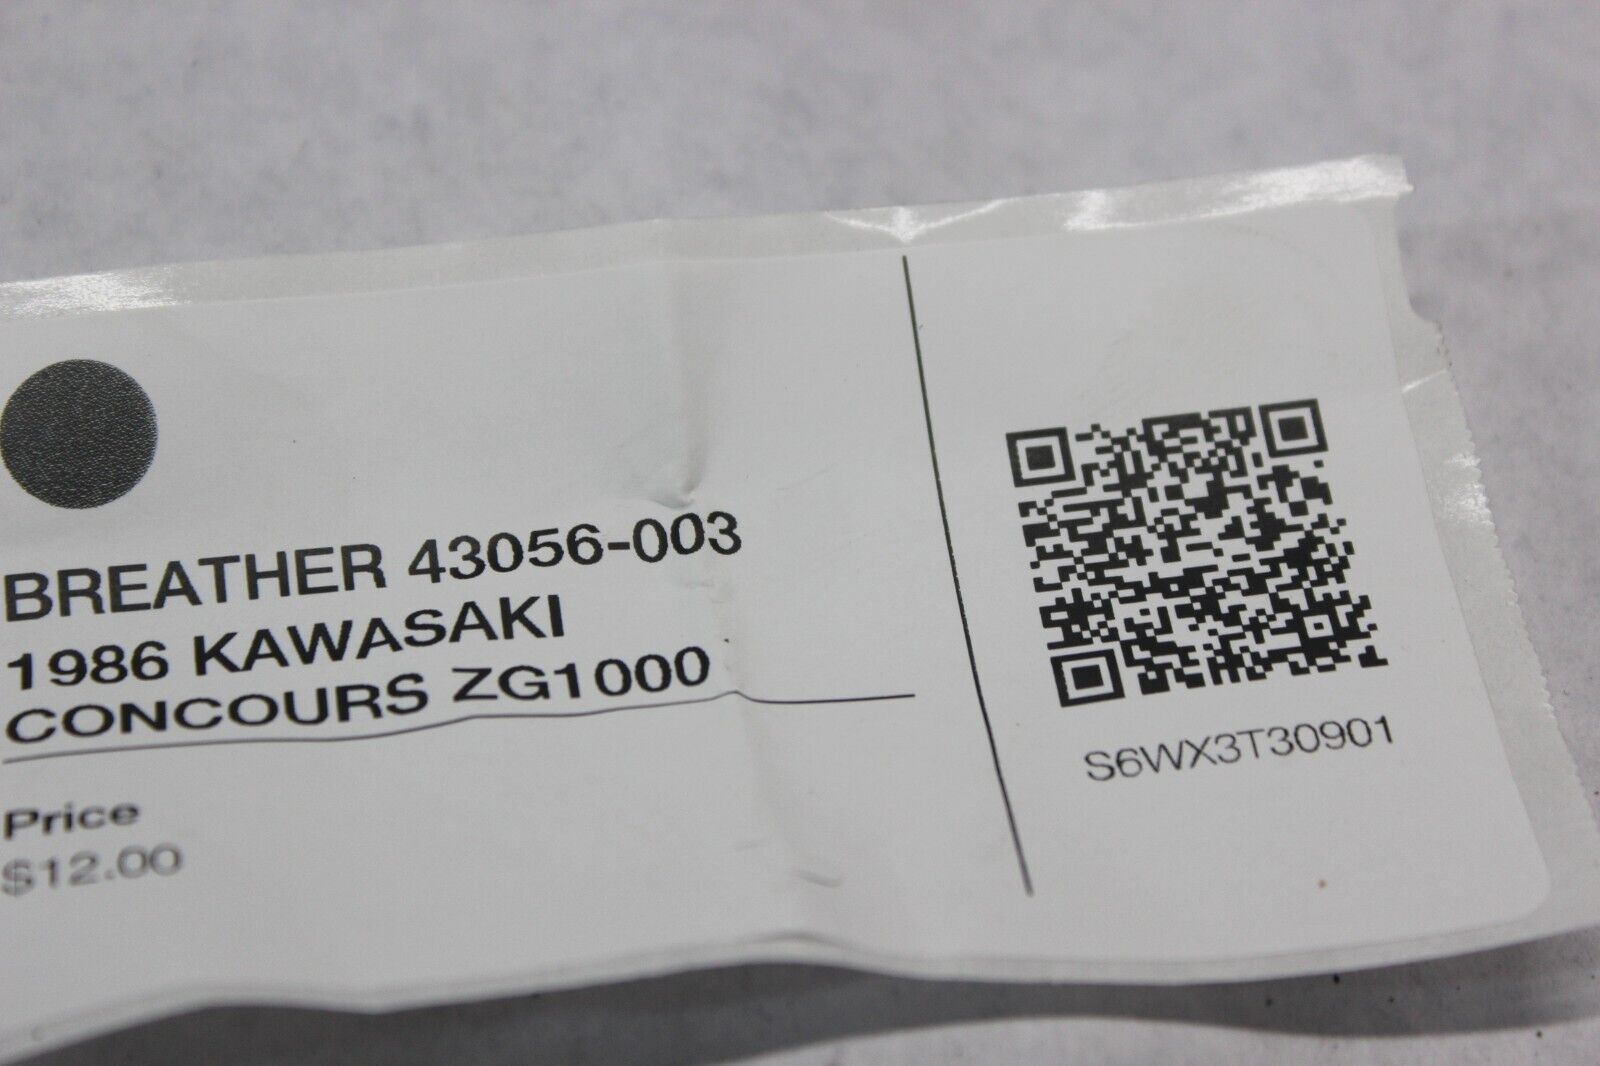 BREATHER 43056-003
1986 KAWASAKI
CONCOURS ZG1000
Price
$12.00
S6WX3T30901